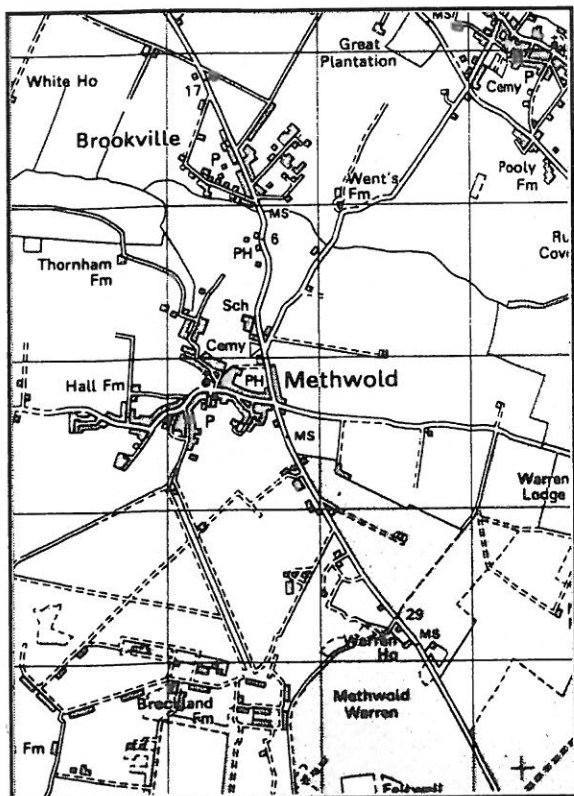 MS
Great
Plantation
White Ho
P
Cemy
17
Brookville
P
Pooly
Fm
Went's
Fm
MS
6
PH
Thornham
Fm
Sch
Cemy
Hall Fm
PH
Methwold
P
MS
Warren
Lodge
29
Warren
Ho
MS
Breckland
Fm
Methwold
Warren
Fm